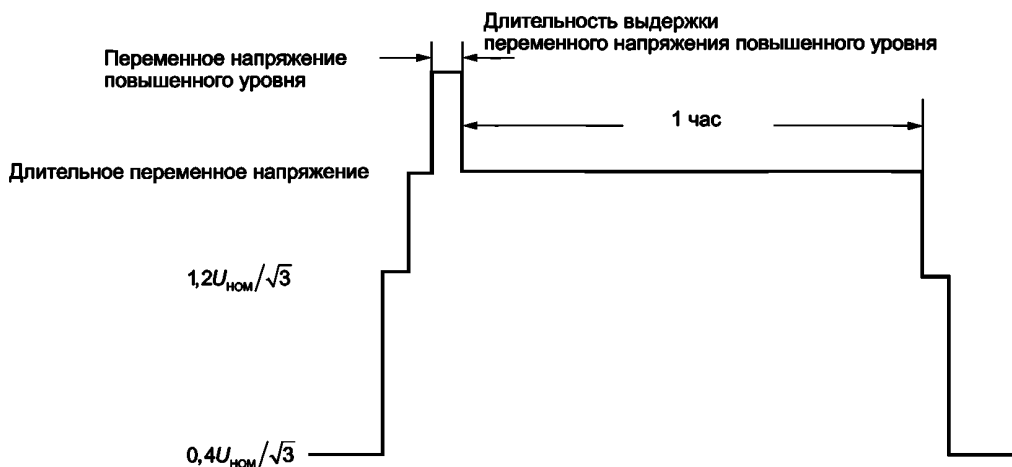 Длительность выдержки
переменного напряжения повышенного уровня
Переменное напряжение
повышенного уровня
1 час
Длительное переменное напряжение
1,2Uном/√3
0,4Uном/√3